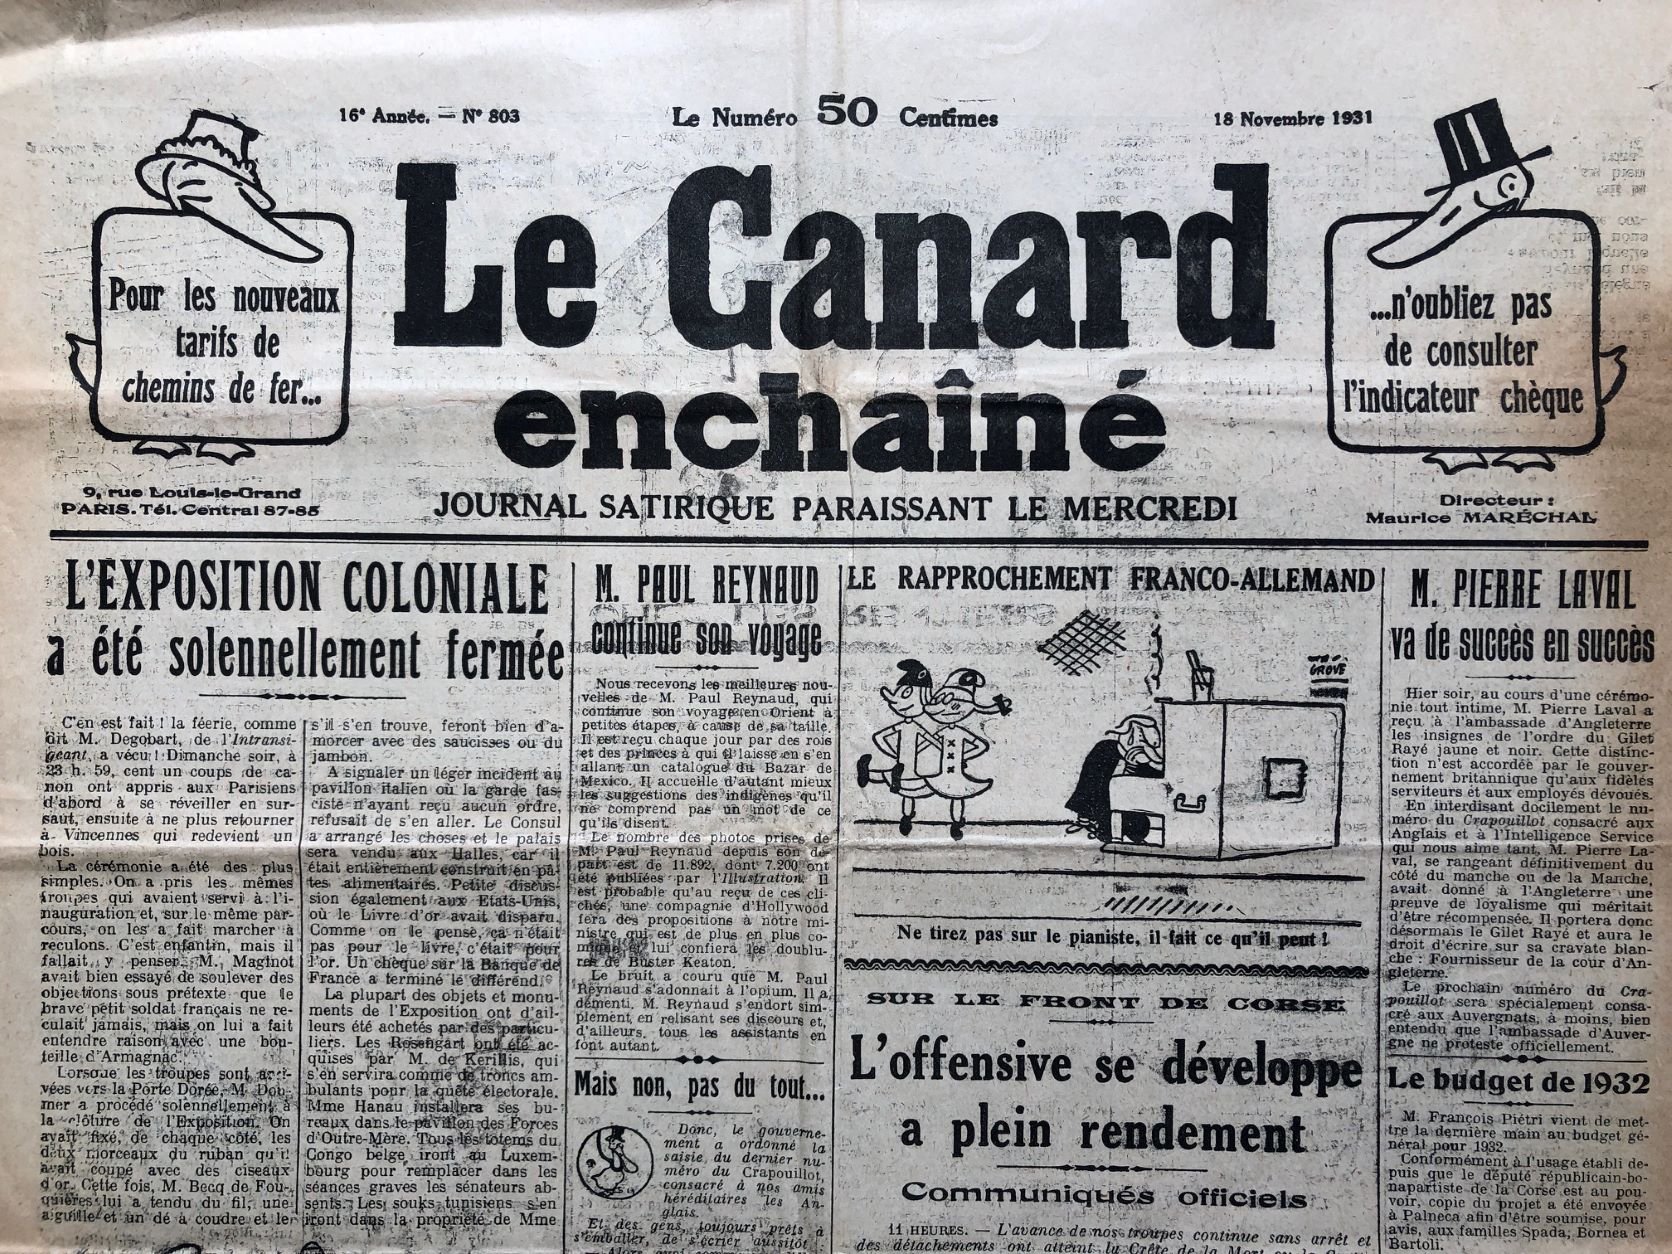 16e Année. — N° 803
Le Numéro 50 Centimes
18 Novembre 1931
Pour les nouveaux
tarifs de
chemins de fer...
Le Canard
enchaîné
...n'oubliez pas
de consulter
l'indicateur chèque
9, rue Louis-le-Grand
PARIS. Tél. Central 87-85
JOURNAL SATIRIQUE PARAISSANT LE MERCREDI
Directeur :
Maurice MARÉCHAL
L'EXPOSITION COLONIALE
a été solennellement fermée
C'en est fait ! la féerie, comme
dit M. Degobart, de l'Intransi-
geant, a vécu ! Dimanche soir, à
23 h. 59, cent un coups de ca-
non ont appris aux Parisiens
d'abord à se réveiller en sur-
saut, ensuite à ne plus retourner
à Vincennes qui redevient un
bois.
La cérémonie a été des plus
simples. On a pris les mêmes
troupes qui avaient servi à l'i-
nauguration et, sur le même par-
cours, on les a fait marcher à
reculons. C'est enfantin, mais il
fallait y penser. M. Maginot
avait bien essayé de soulever des
objections sous prétexte que le
brave petit soldat français ne re-
culait jamais, mais on lui a fait
entendre raison avec une bou-
teille d'Armagnac.
Lorsque les troupes sont arri-
vées vers la Porte Dorée, M. Dou-
mer a procédé solennellement à
la clôture de l'Exposition. On
avait fixé, de chaque côté, les
deux morceaux du ruban qu'il
avait coupé avec des ciseaux
d'or. Cette fois, M. Becq de Fou-
quières lui a tendu du fil, une
aiguille et un dé à coudre et le
s'il s'en trouve, feront bien d'a-
morcer avec des saucisses ou du
jambon.
A signaler un léger incident au
pavillon italien où la garde fas-
ciste n'ayant reçu aucun ordre,
refusait de s'en aller. Le Consul
a arrangé les choses et le palais
sera vendu aux Halles, car il
était entièrement construit en pâ-
tes alimentaires. Petite discus-
sion également aux Etats-Unis,
où le Livre d'or avait disparu.
Comme on le pense, ça n'était
pas pour le livre, c'était pour
l'or. Un chèque sur la Banque de
France a terminé le différend.
La plupart des objets et monu-
ments de l'Exposition ont d'ail-
leurs été achetés par des particu-
liers. Les Rosengart ont été ac-
quises par M. de Kerillis, qui
s'en servira comme de troncs am-
bulants pour la quête électorale.
Mme Hanau installera ses bu-
reaux dans le pavillon des Forces
d'Outre-Mère. Tous les totems du
Congo belge iront au Luxem-
bourg pour remplacer dans les
séances graves les sénateurs ab-
sents. Les souks tunisiens s'en
iront dans la propriété de Mme
M. PAUL REYNAUD
continue son voyage
Nous recevons les meilleures nou-
velles de M. Paul Reynaud, qui
continue son voyage en Orient à
petites étapes, à cause de sa taille.
Il est reçu chaque jour par des rois
et des princes à qui il laisse en s'en
allant un catalogue du Bazar de
Mexico. Il accueille d'autant mieux
les suggestions des indigènes qu'il
ne comprend pas un mot de ce
qu'ils disent.
Le nombre des photos prises de
M. Paul Reynaud depuis son dé-
part est de 11.892, dont 7.200 ont
été publiées par l'Illustration. Il
est probable qu'au reçu de ces cli-
chés, une compagnie d'Hollywood
fera des propositions à notre mi-
nistre qui est de plus en plus co-
mique et lui confiera les doublu-
res de Buster Keaton.
Le bruit a couru que M. Paul
Reynaud s'adonnait à l'opium. Il a
démenti. M. Reynaud s'endort sim-
plement en relisant ses discours et,
d'ailleurs, tous les assistants en
font autant.
Mais non, pas du tout...
Donc, le gouverne-
ment a ordonné la
saisie du dernier nu-
méro du Crapouillot,
consacré à nos amis
héréditaires les An-
glais.
Et des gens, toujours prêts à
s'emballer, de s'écrier aussitôt :
LE RAPPROCHEMENT FRANCO-ALLEMAND
GROVE
Ne tirez pas sur le pianiste, il fait ce qu'il peut !
SUR LE FRONT DE CORSE
L'offensive se développe
a plein rendement
Communiqués officiels
11 HEURES. — L'avance de nos troupes continue sans arrêt et
des détachements ont atteint la Crête de la Mort
M. PIERRE LAVAL
va de succès en succès
Hier soir, au cours d'une cérémo-
nie tout intime, M. Pierre Laval a
reçu à l'ambassade d'Angleterre
les insignes de l'ordre du Gilet
Rayé jaune et noir. Cette distinc-
tion n'est accordée par le gouver-
nement britannique qu'aux fidèles
serviteurs et aux employés dévoués.
En interdisant docilement le nu-
méro du Crapouillot consacré aux
Anglais et à l'Intelligence Service
qui nous aime tant, M. Pierre La-
val, se rangeant définitivement du
côté du manche ou de la Manche,
avait donné à l'Angleterre une
preuve de loyalisme qui méritait
d'être récompensée. Il portera donc
désormais le Gilet Rayé et aura le
droit d'écrire sur sa cravate blan-
che : Fournisseur de la cour d'An-
gleterre.
Le prochain numéro du Cra-
pouillot sera spécialement consa-
cré aux Auvergnats, à moins, bien
entendu que l'ambassade d'Auver-
gne ne proteste officiellement.
Le budget de 1932
M. François Piétri vient de met-
tre la dernière main au budget gé-
néral pour 1932.
Conformément à l'usage établi de-
puis que le député républicain-bo-
napartiste de la Corse est au pou-
voir, copie du projet a été envoyée
à Palneca afin d'être soumise, pour
avis, aux familles Spada, Bornea et
Bartoli.